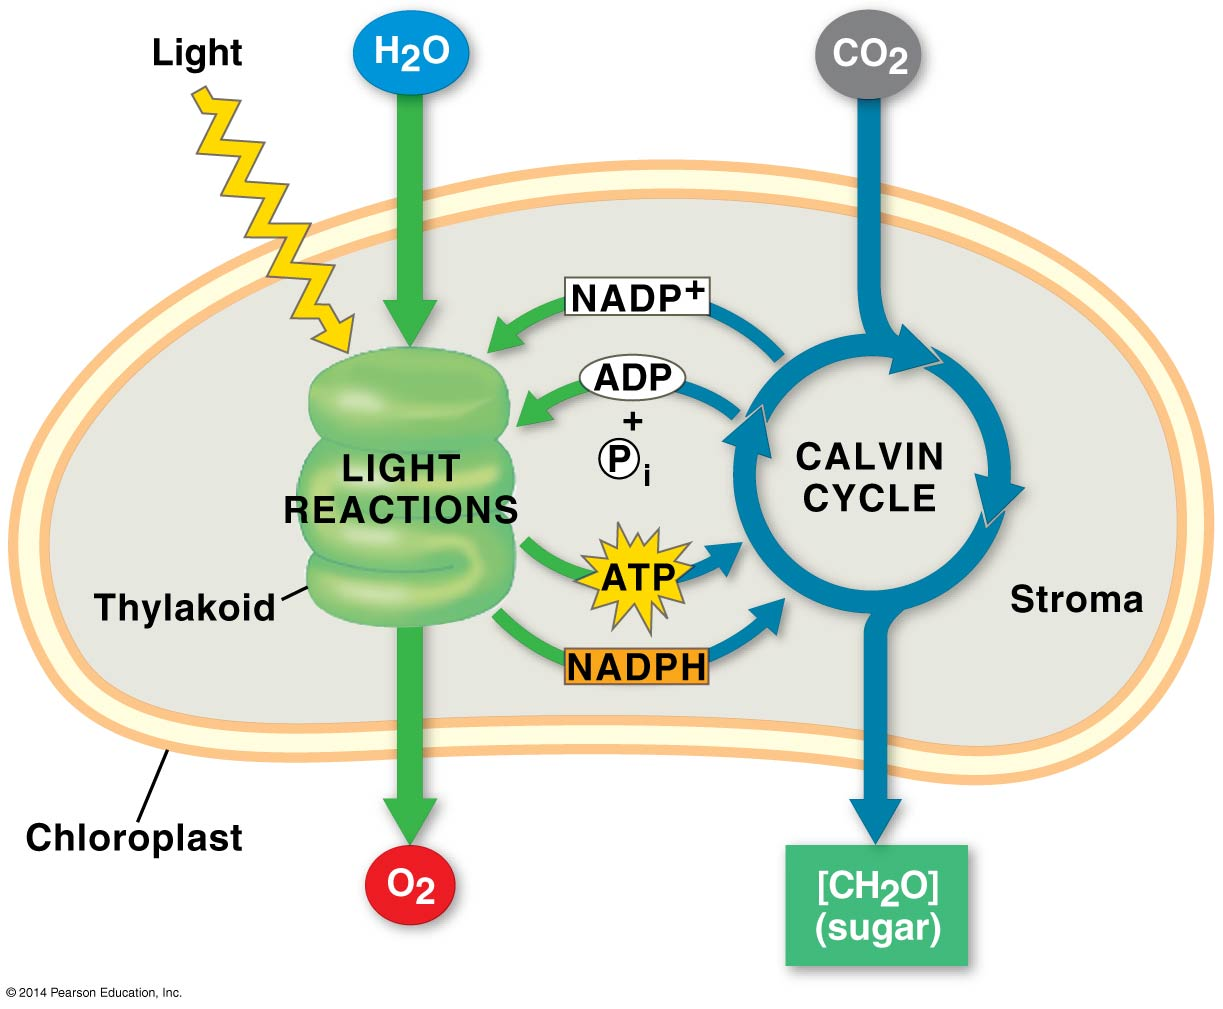 Light
H2O
CO2
NADP+
ADP
+
Pi
LIGHT
REACTIONS
CALVIN
CYCLE
ATP
NADPH
Thylakoid
Stroma
Chloroplast
O2
[CH2O]
(sugar)
© 2014 Pearson Education, Inc.